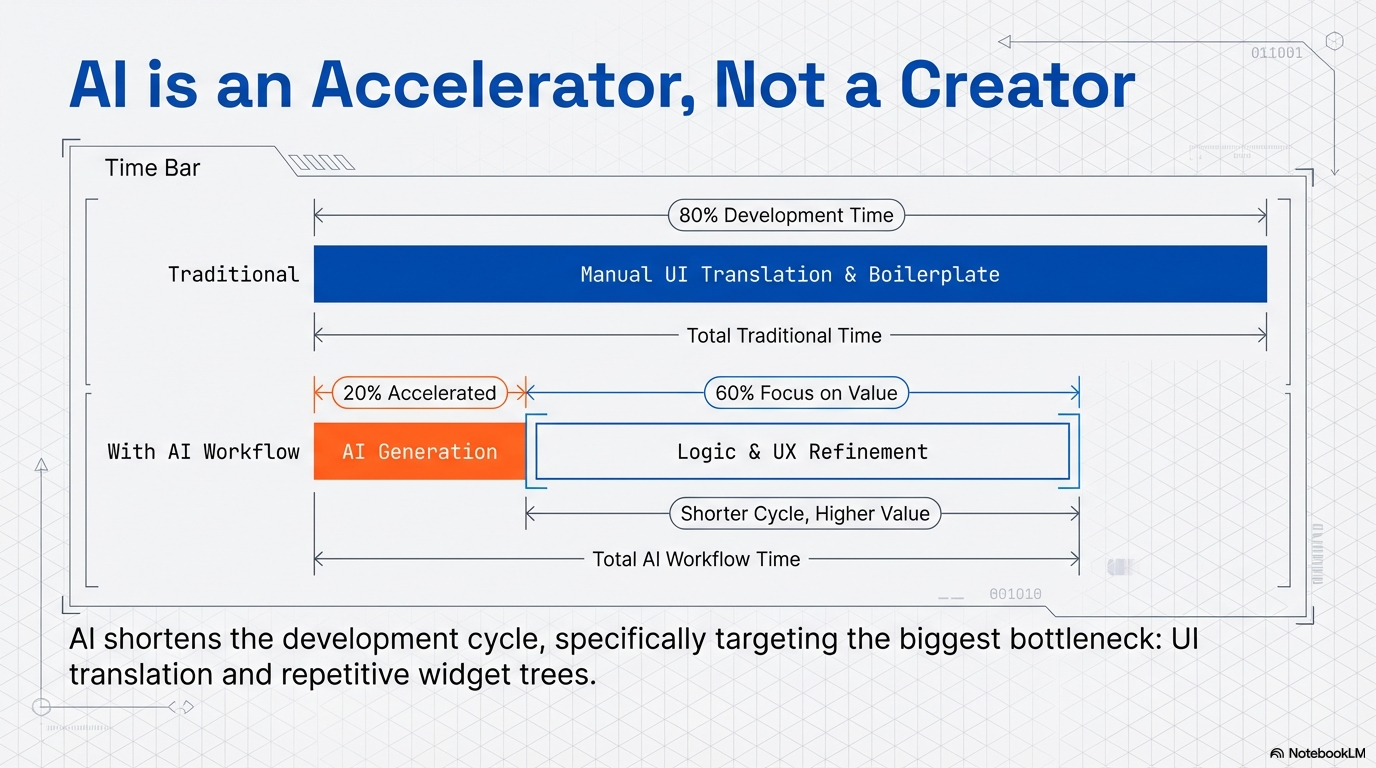 AI is an Accelerator, Not a Creator
011001
Time Bar
80% Development Time
Traditional
Manual UI Translation & Boilerplate
Total Traditional Time
20% Accelerated
60% Focus on Value
With AI Workflow
AI Generation
Logic & UX Refinement
Shorter Cycle, Higher Value
Total AI Workflow Time
001010
AI shortens the development cycle, specifically targeting the biggest bottleneck: UI
translation and repetitive widget trees.
NotebookLM